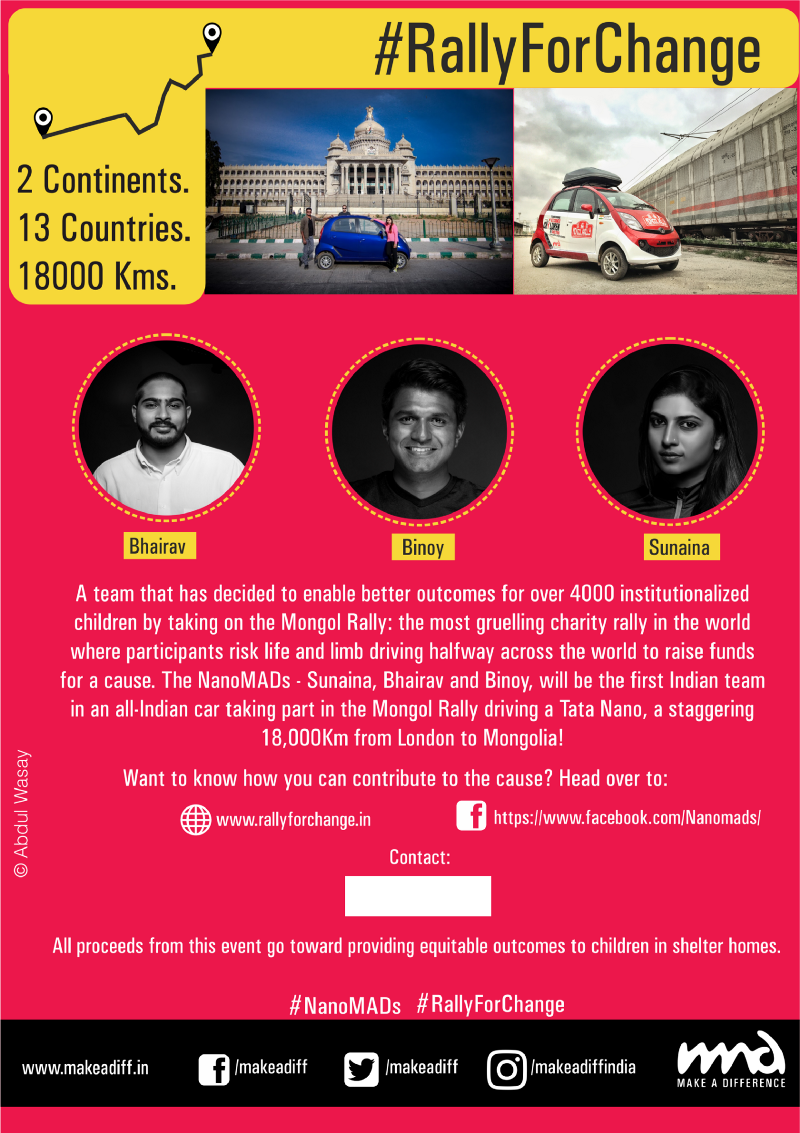 #RallyForChange
2 Continents.
13 Countries.
18000 Kms.
Bhairav
Binoy
Sunaina
A team that has decided to enable better outcomes for over 4000 institutionalized
children by taking on the Mongol Rally: the most gruelling charity rally in the world
where participants risk life and limb driving halfway across the world to raise funds
for a cause. The NanoMADs - Sunaina, Bhairav and Binoy, will be the first Indian team
in an all-Indian car taking part in the Mongol Rally driving a Tata Nano, a staggering
18,000Km from London to Mongolia!
Want to know how you can contribute to the cause? Head over to:
www.rallyforchange.in
https://www.facebook.com/Nanomads/
Contact:
© Abdul Wasay
All proceeds from this event go toward providing equitable outcomes to children in shelter homes.
#NanoMADs #RallyForChange
www.makeadiff.in
/makeadiff
/makeadiff
/makeadiffindia
mad
MAKE A DIFFERENCE